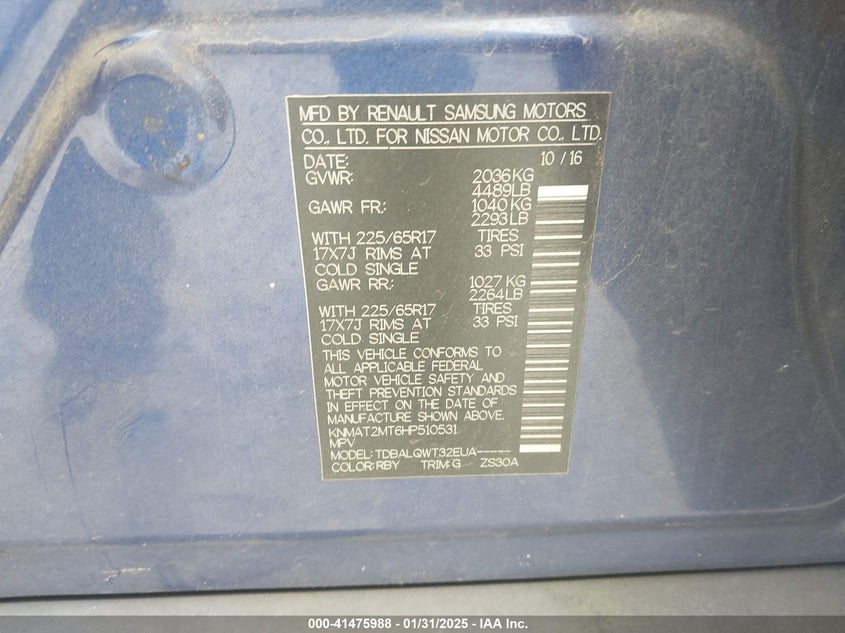 MFD BY RENAULT SAMSUNG MOTORS
CO., LTD. FOR NISSAN MOTOR CO., LTD.
DATE: 10 / 16
GVWR: 2036 KG
4489 LB
GAWR FR: 1040 KG
2293 LB
WITH 225/65R17 TIRES
17X7J RIMS AT 33 PSI
COLD SINGLE
GAWR RR: 1027 KG
2264 LB
WITH 225/65R17 TIRES
17X7J RIMS AT 33 PSI
COLD SINGLE
THIS VEHICLE CONFORMS TO
ALL APPLICABLE FEDERAL
MOTOR VEHICLE SAFETY AND
THEFT PREVENTION STANDARDS
IN EFFECT ON THE DATE OF
MANUFACTURE SHOWN ABOVE.
KNMAT2MT6HP510531
MPV
MODEL: TDBALQWT32EUA-----
COLOR: RBY TRIM: G ZS30A
000-41475988 — 01/31/2025 — IAA Inc.